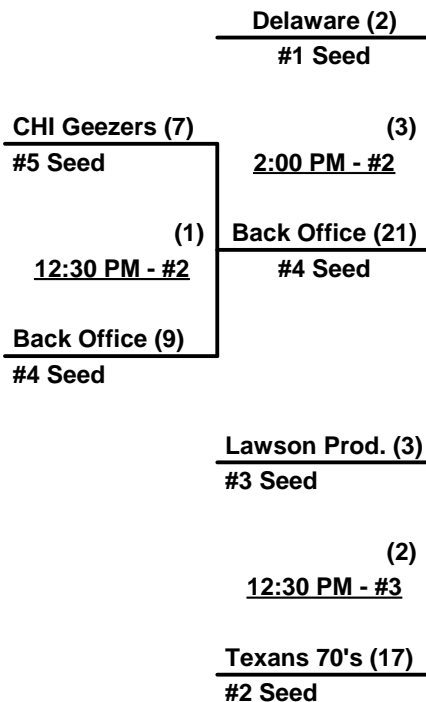 Delaware (2)
#1 Seed
CHI Geezers (7)
#5 Seed
(3)
2:00 PM - #2
(1)
12:30 PM - #2
Back Office (21)
#4 Seed
Back Office (9)
#4 Seed
Lawson Prod. (3)
#3 Seed
(2)
12:30 PM - #3
Texans 70's (17)
#2 Seed